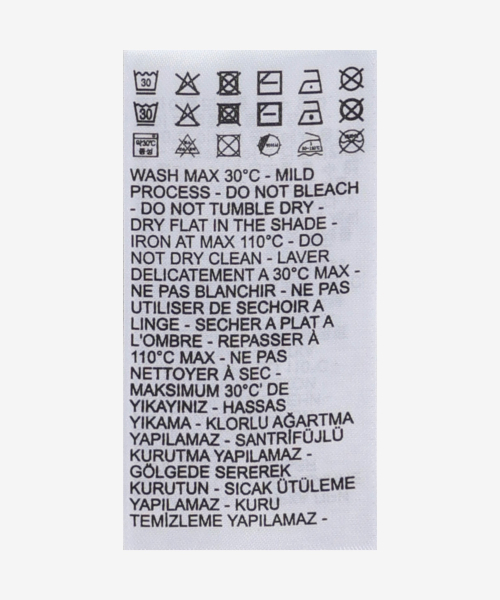 30
30
WASH MAX 30°C - MILD
PROCESS - DO NOT BLEACH
- DO NOT TUMBLE DRY -
DRY FLAT IN THE SHADE -
IRON AT MAX 110°C - DO
NOT DRY CLEAN - LAVER
DELICATEMENT A 30°C MAX -
NE PAS BLANCHIR - NE PAS
UTILISER DE SECHOIR A
LINGE - SECHER A PLAT A
L'OMBRE - REPASSER À
110°C MAX - NE PAS
NETTOYER À SEC -
MAKSIMUM 30°C' DE
YIKAYINIZ - HASSAS
YIKAMA - KLORLU AĞARTMA
YAPILAMAZ - SANTRİFÜJLÜ
KURUTMA YAPILAMAZ -
GÖLGEDE SEREREK
KURUTUN - SICAK ÜTÜLEME
YAPILAMAZ - KURU
TEMİZLEME YAPILAMAZ -